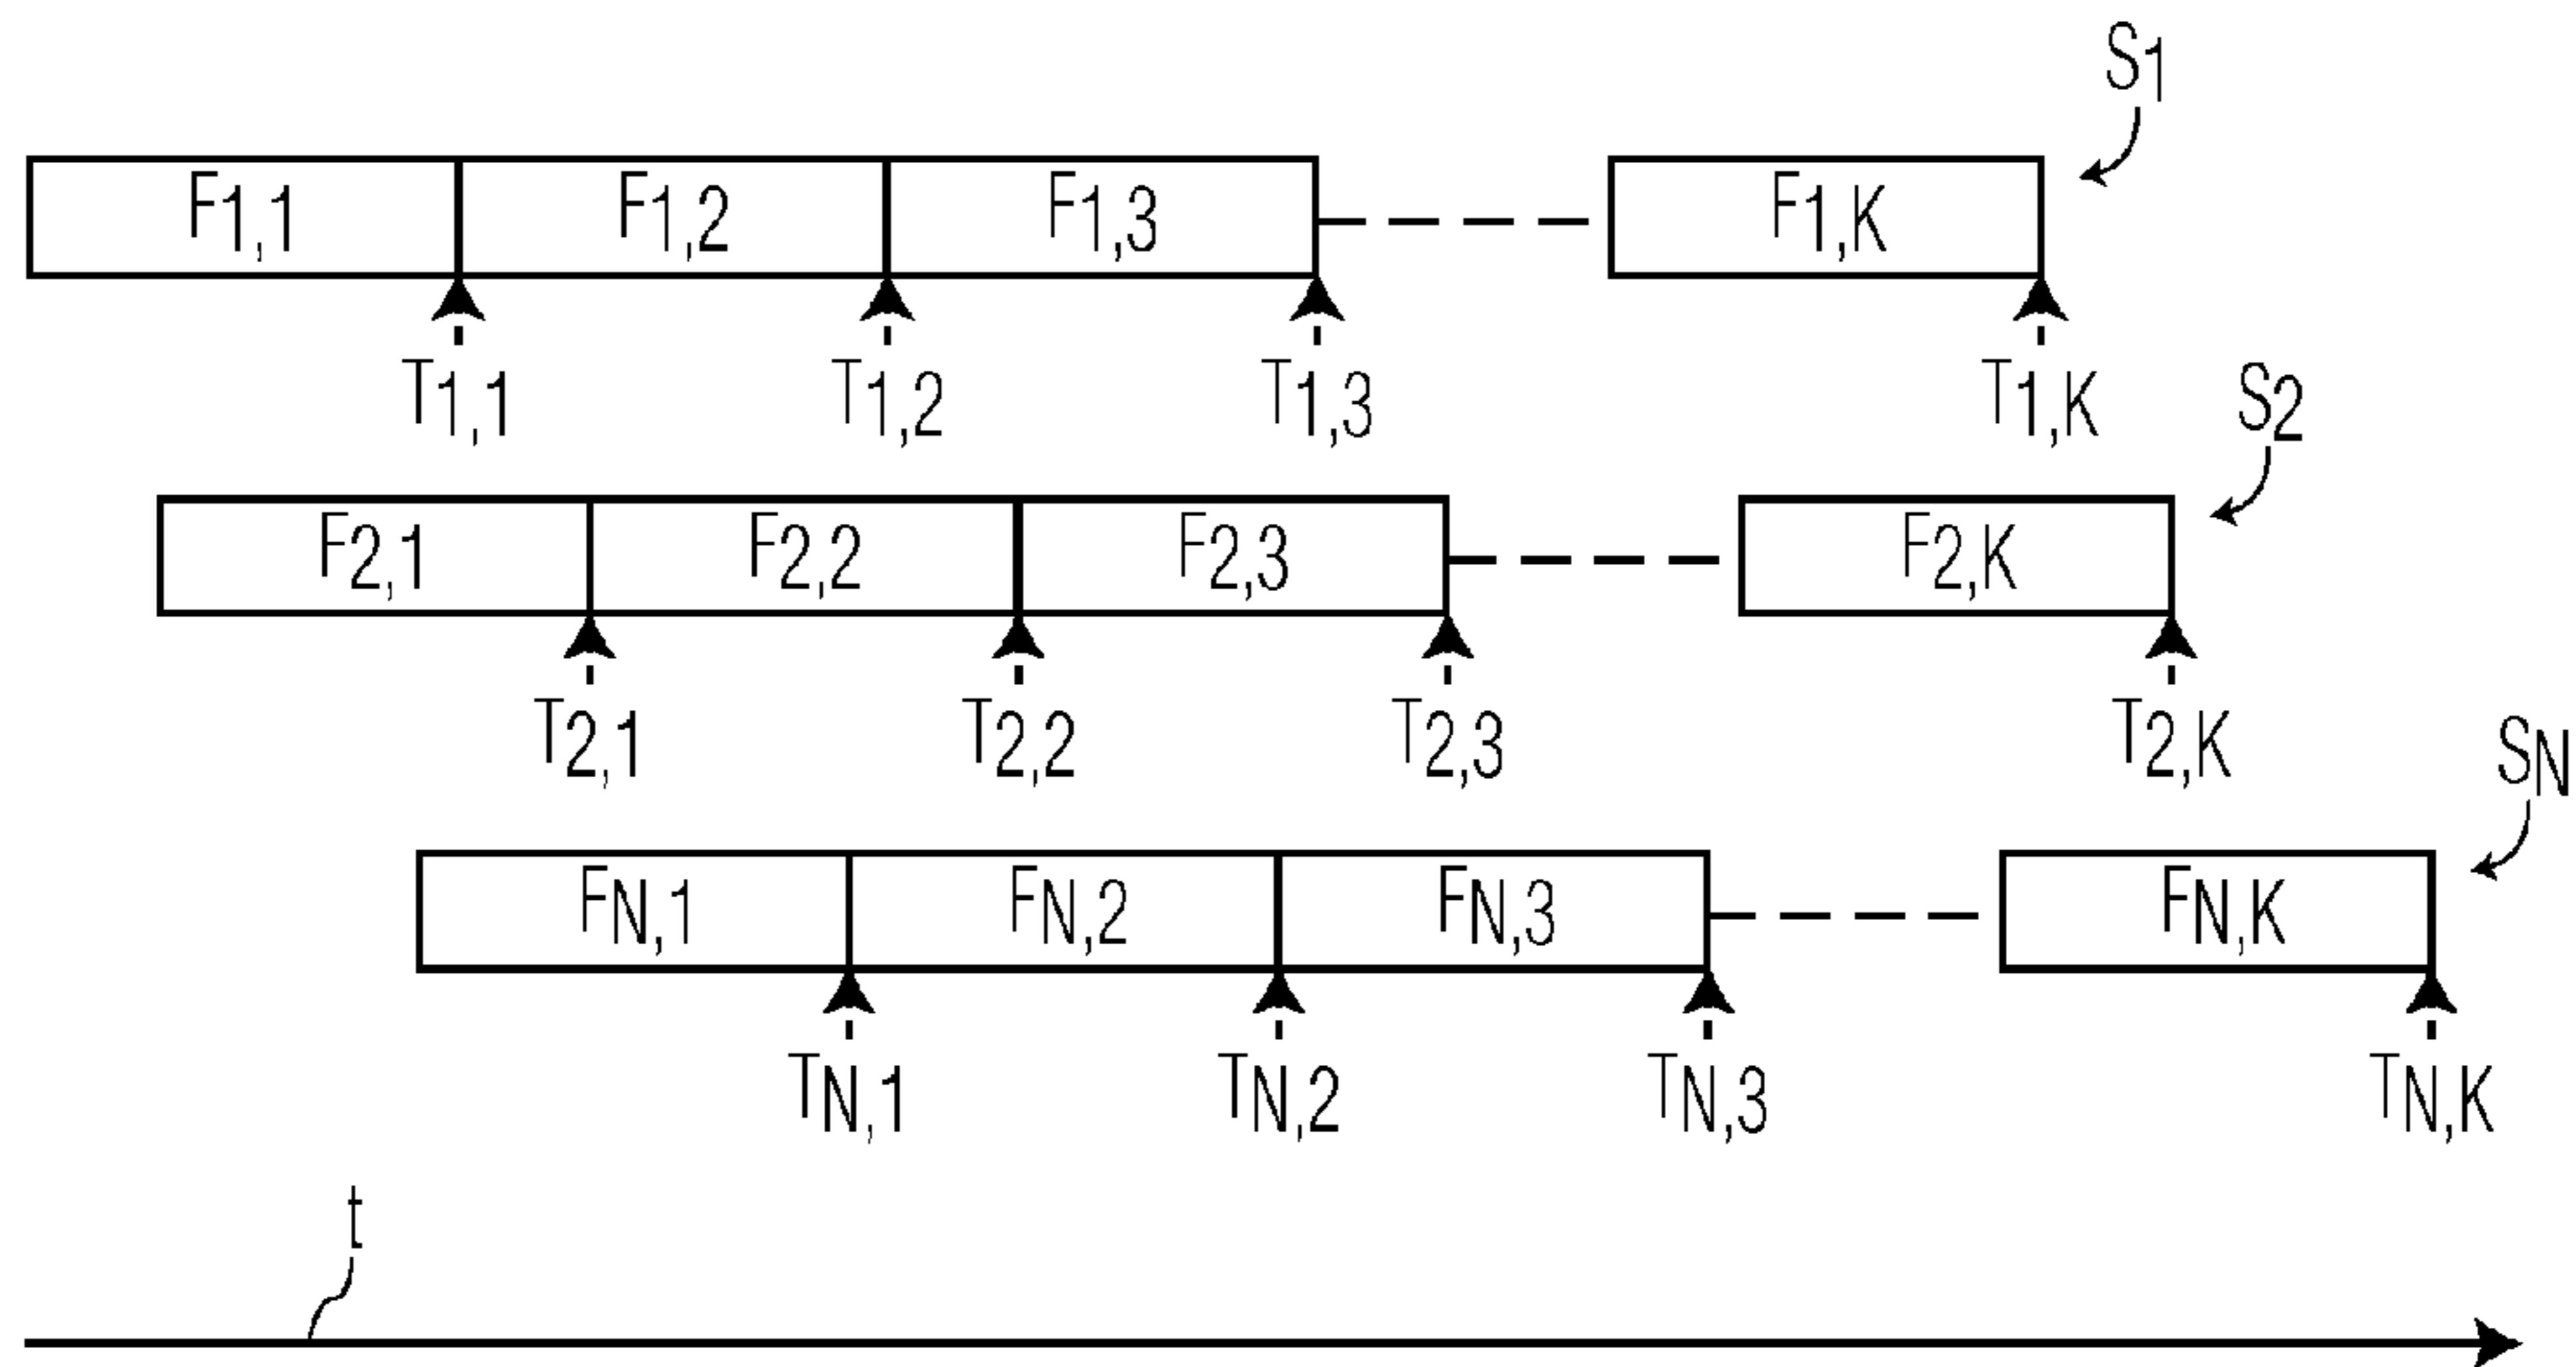 S1
F1,1 F1,2 F1,3 F1,K
T1,1 T1,2 T1,3 T1,K
S2
F2,1 F2,2 F2,3 F2,K
T2,1 T2,2 T2,3 T2,K
SN
FN,1 FN,2 FN,3 FN,K
TN,1 TN,2 TN,3 TN,K
t